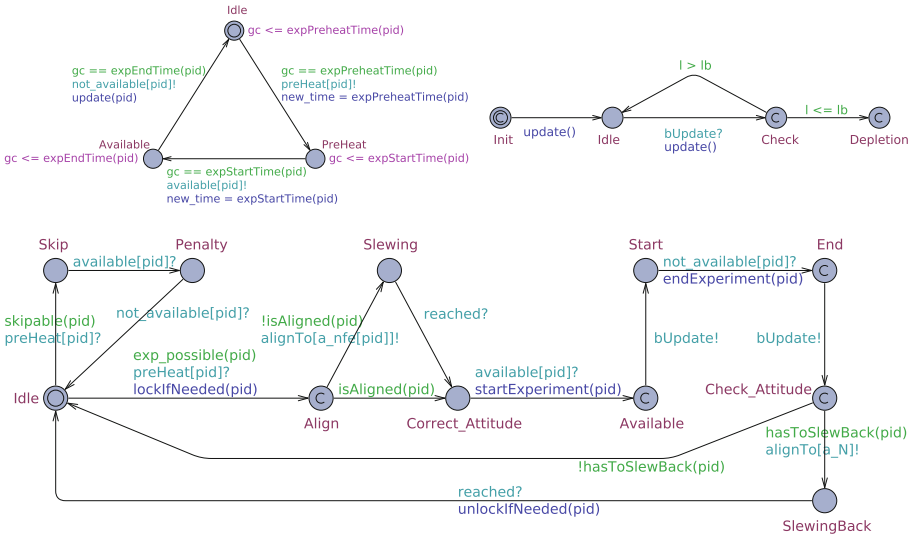 Idle
gc <= expPreheatTime(pid)
gc == expEndTime(pid)
not_available[pid]!
update(pid)
gc == expPreheatTime(pid)
preHeat[pid]!
new_time = expPreheatTime(pid)
Available
gc <= expEndTime(pid)
PreHeat
gc <= expStartTime(pid)
gc == expStartTime(pid)
available[pid]!
new_time = expStartTime(pid)
l > lb
C
Init
update()
Idle
bUpdate?
update()
C
Check
l <= lb
C
Depletion
Skip
available[pid]?
Penalty
not_available[pid]?
skipable(pid)
preHeat[pid]?
Idle
exp_possible(pid)
preHeat[pid]?
lockIfNeeded(pid)
C
Align
Slewing
!isAligned(pid)
alignTo[a_nfe[pid]]!
reached?
isAligned(pid)
Correct_Attitude
available[pid]?
startExperiment(pid)
C
Available
bUpdate!
Start
not_available[pid]?
endExperiment(pid)
End
C
bUpdate!
Check_Attitude
C
!hasToSlewBack(pid)
hasToSlewBack(pid)
alignTo[a_N]!
SlewingBack
reached?
unlockIfNeeded(pid)